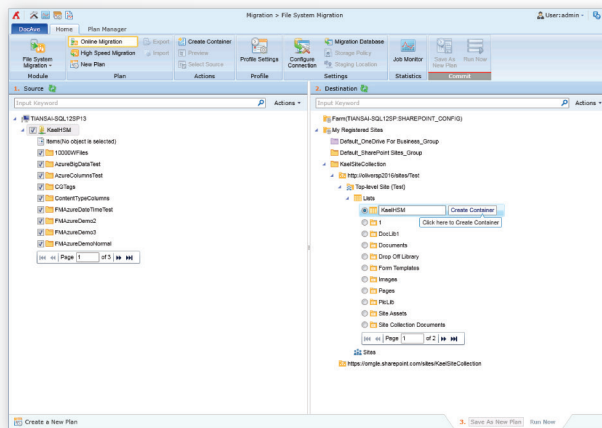 Migration > File System Migration
User:admin
DocAve
Home
Plan Manager
File System
Migration
Online Migration
High Speed Migration
New Plan
Export
Import
Create Container
Preview
Select Source
Profile Settings
Configure
Connection
Migration Database
Storage Policy
Staging Location
Job Monitor
Save As
New Plan
Run Now
Module
Plan
Actions
Profile
Settings
Statistics
Commit
1. Source
Input Keyword
Actions
TIANSAI-SQL12SP13
KaelHSM
Items(No object is selected)
10000WFiles
AzureBigDataTest
AzureColumnsTest
CGTags
ContentTypeColumns
FMAzureDateTimeTest
FMAzureDemo2
FMAzureDemo3
FMAzureDemoNormal
Page 1 of 3
2. Destination
Input Keyword
Actions
Farm(TIANSAI-SQL12SP:SHAREPOINT_CONFIG)
My Registered Sites
Default_OneDrive For Business_Group
Default_SharePoint Sites_Group
KaelSiteCollection
http://oliversp2016/sites/Test
Top-level Site (Test)
Lists
KaelHSM
Create Container
Click here to Create Container
1
DocLib1
Documents
Drop Off Library
Form Templates
Images
Pages
PicLib
Site Assets
Site Collection Documents
Page 1 of 2
Sites
https://omgle.sharepoint.com/sites/KaelSiteCollection
Create a New Plan
3. Save As New Plan Run Now